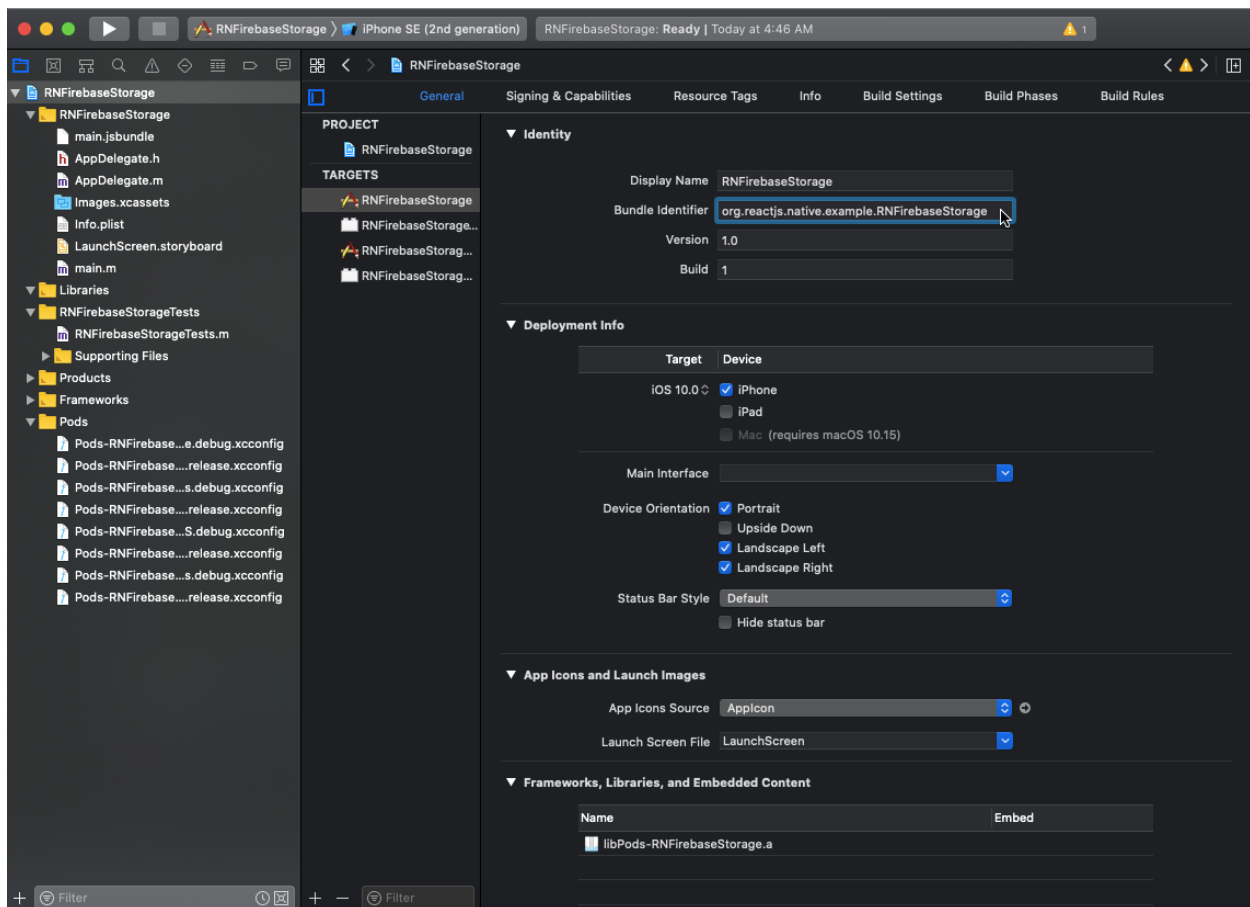 RNFirebaseStorage 〉 iPhone SE (2nd generation)
RNFirebaseStorage: Ready | Today at 4:46 AM
1
RNFirebaseStorage
RNFirebaseStorage
RNFirebaseStorage
main.jsbundle
AppDelegate.h
AppDelegate.m
Images.xcassets
Info.plist
LaunchScreen.storyboard
main.m
Libraries
RNFirebaseStorageTests
RNFirebaseStorageTests.m
Supporting Files
Products
Frameworks
Pods
Pods-RNFirebase...e.debug.xcconfig
Pods-RNFirebase....release.xcconfig
Pods-RNFirebase...s.debug.xcconfig
Pods-RNFirebase....release.xcconfig
Pods-RNFirebase...S.debug.xcconfig
Pods-RNFirebase....release.xcconfig
Pods-RNFirebase...s.debug.xcconfig
Pods-RNFirebase....release.xcconfig
Filter
General Signing & Capabilities Resource Tags Info Build Settings Build Phases Build Rules
PROJECT
RNFirebaseStorage
TARGETS
RNFirebaseStorage
RNFirebaseStorage...
RNFirebaseStorag...
RNFirebaseStorag...
Filter
Identity
Display Name RNFirebaseStorage
Bundle Identifier org.reactjs.native.example.RNFirebaseStorage
Version 1.0
Build 1
Deployment Info
Target Device
iOS 10.0 iPhone
iPad
Mac (requires macOS 10.15)
Main Interface
Device Orientation Portrait
Upside Down
Landscape Left
Landscape Right
Status Bar Style Default
Hide status bar
App Icons and Launch Images
App Icons Source AppIcon
Launch Screen File LaunchScreen
Frameworks, Libraries, and Embedded Content
Name Embed
libPods-RNFirebaseStorage.a